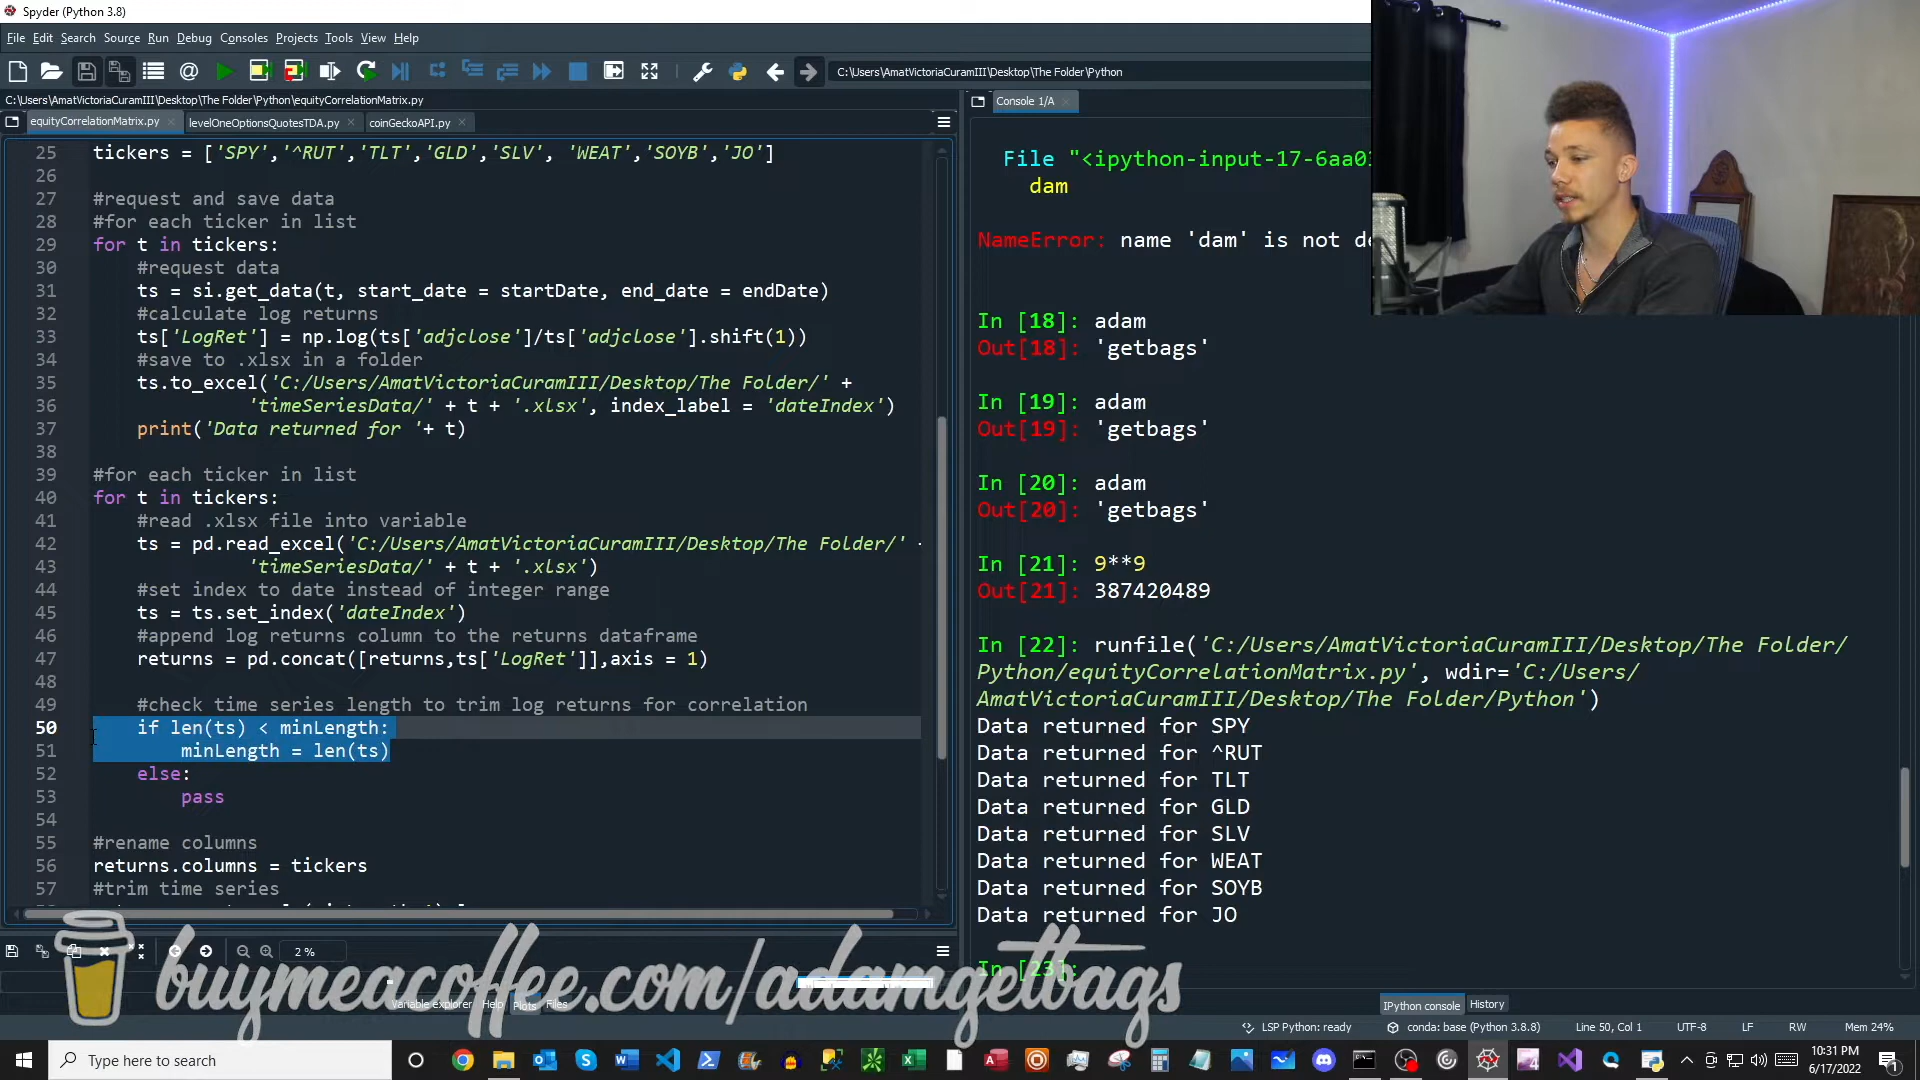 Spyder (Python 3.8)
File Edit Search Source Run Debug Consoles Projects Tools View Help
C:\Users\AmatVictoriaCuramIII\Desktop\The Folder\Python
C:\Users\AmatVictoriaCuramIII\Desktop\The Folder\Python\equityCorrelationMatrix.py
equityCorrelationMatrix.py levelOneOptionsQuotesTDA.py coinGeckoAPI.py
25 tickers = ['SPY','^RUT','TLT','GLD','SLV', 'WEAT','SOYB','JO']
26
27 #request and save data
28 #for each ticker in list
29 for t in tickers:
30 #request data
31 ts = si.get_data(t, start_date = startDate, end_date = endDate)
32 #calculate log returns
33 ts['LogRet'] = np.log(ts['adjclose']/ts['adjclose'].shift(1))
34 #save to .xlsx in a folder
35 ts.to_excel('C:/Users/AmatVictoriaCuramIII/Desktop/The Folder/' +
36 'timeSeriesData/' + t + '.xlsx', index_label = 'dateIndex')
37 print('Data returned for '+ t)
38
39 #for each ticker in list
40 for t in tickers:
41 #read .xlsx file into variable
42 ts = pd.read_excel('C:/Users/AmatVictoriaCuramIII/Desktop/The Folder/'
43 'timeSeriesData/' + t + '.xlsx')
44 #set index to date instead of integer range
45 ts = ts.set_index('dateIndex')
46 #append log returns column to the returns dataframe
47 returns = pd.concat([returns,ts['LogRet']],axis = 1)
48
49 #check time series length to trim log returns for correlation
50 if len(ts) < minLength:
51 minLength = len(ts)
52 else:
53 pass
54
55 #rename columns
56 returns.columns = tickers
57 #trim time series
2 %
Variable explorer Help Plots Files
Console 1/A
File "<ipython-input-17-6aa0
dam
NameError: name 'dam' is not de
In [18]: adam
Out[18]: 'getbags'
In [19]: adam
Out[19]: 'getbags'
In [20]: adam
Out[20]: 'getbags'
In [21]: 9**9
Out[21]: 387420489
In [22]: runfile('C:/Users/AmatVictoriaCuramIII/Desktop/The Folder/
Python/equityCorrelationMatrix.py', wdir='C:/Users/
AmatVictoriaCuramIII/Desktop/The Folder/Python')
Data returned for SPY
Data returned for ^RUT
Data returned for TLT
Data returned for GLD
Data returned for SLV
Data returned for WEAT
Data returned for SOYB
Data returned for JO
In [23]:
IPython console History
buymeacoffee.com/adamgetbags
LSP Python: ready conda: base (Python 3.8.8) Line 50, Col 1 UTF-8 LF RW Mem 24%
Type here to search
10:31 PM
6/17/2022